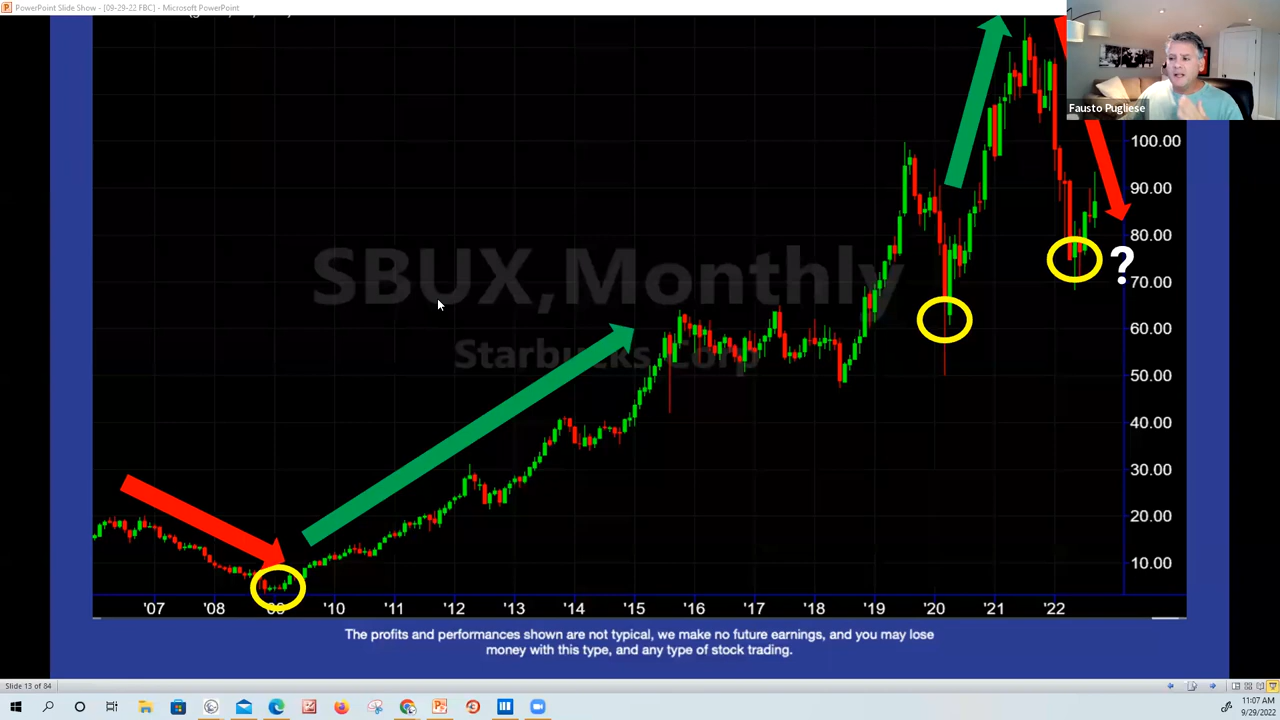 PowerPoint Slide Show - [09-29-22 FBC] - Microsoft PowerPoint
Fausto Pugliese
100.00
90.00
80.00
?
70.00
60.00
50.00
40.00
30.00
20.00
10.00
SBUX,Monthly
Starbucks Corp
'07 '08 '09 '10 '11 '12 '13 '14 '15 '16 '17 '18 '19 '20 '21 '22
The profits and performances shown are not typical, we make no future earnings, and you may lose
money with this type, and any type of stock trading.
Slide 13 of 84
11:07 AM
9/29/2022